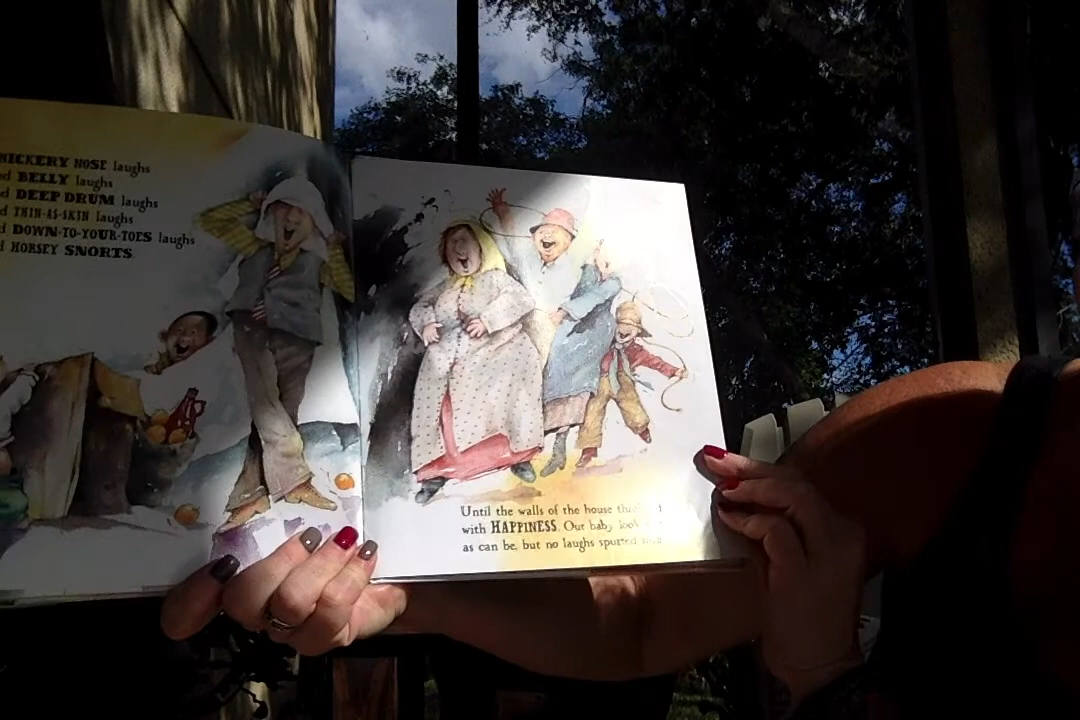 NICKERY NOSE laughs
BELLY laughs
DEEP DRUM laughs
THIN-AS-SKIN laughs
DOWN-TO-YOUR-TOES laughs
HORSEY SNORTS
Until the walls of the house
with HAPPINESS. Our baby
as can be, but no laughs spurted